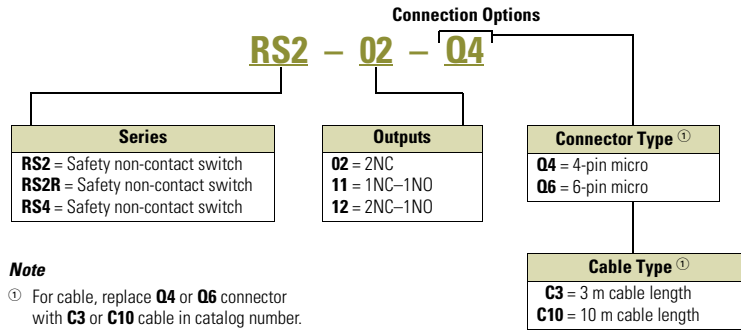 Connection Options
RS2 – 02 – Q4
Series
RS2 = Safety non-contact switch
RS2R = Safety non-contact switch
RS4 = Safety non-contact switch
Outputs
02 = 2NC
11 = 1NC–1NO
12 = 2NC–1NO
Connector Type ①
Q4 = 4-pin micro
Q6 = 6-pin micro
Cable Type ①
C3 = 3 m cable length
C10 = 10 m cable length
Note
① For cable, replace Q4 or Q6 connector
with C3 or C10 cable in catalog number.